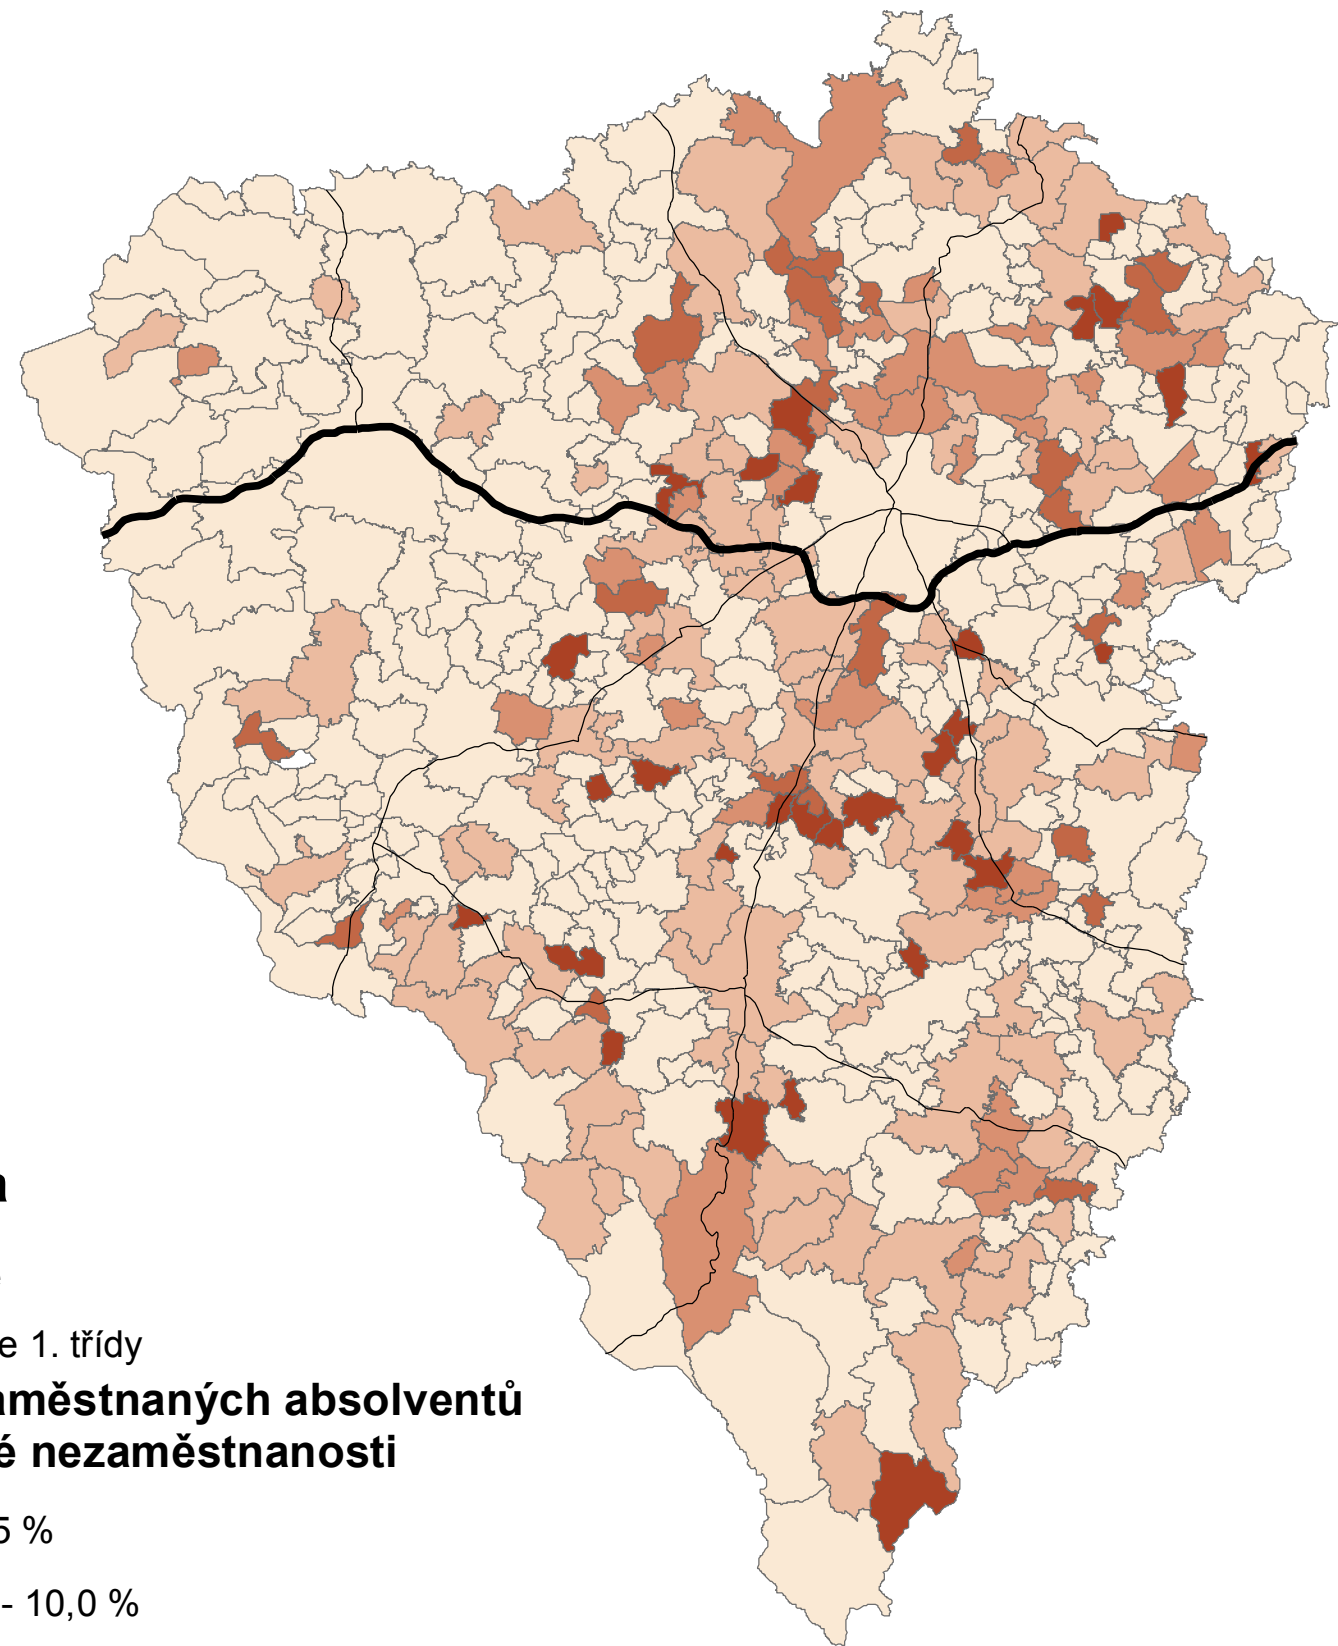 e 1. třídy
aměstnaných absolventů
é nezaměstnanosti
5 %
- 10,0 %